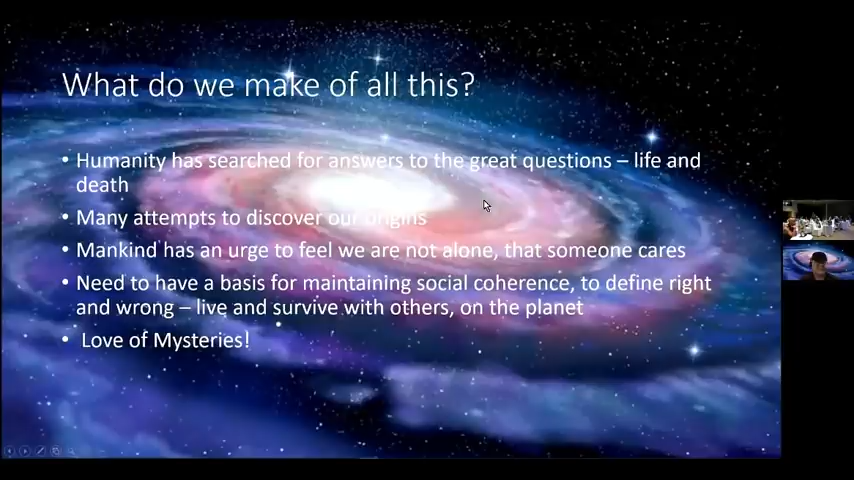 What do we make of all this?
• Humanity has searched for answers to the great questions – life and
death
• Many attempts to discover our origins
• Mankind has an urge to feel we are not alone, that someone cares
• Need to have a basis for maintaining social coherence, to define right
and wrong – live and survive with others, on the planet
• Love of Mysteries!